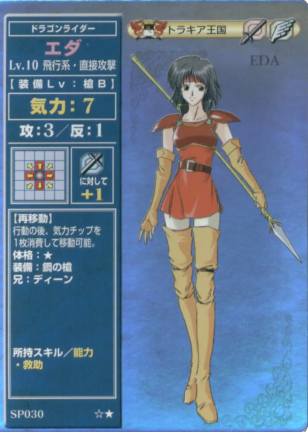 ドラゴンライダー
エダ
Lv.10 飛行系・直接攻撃
【装備Lv:槍B】
気力:7
攻:3/反:1
に対して
+1
【再移動】
行動の後、気力チップを
1枚消費して移動可能。
体格:★
装備:鋼の槍
兄:ディーン
所持スキル/能力
・救助
SP030 ☆★
トラキア王国
EDA